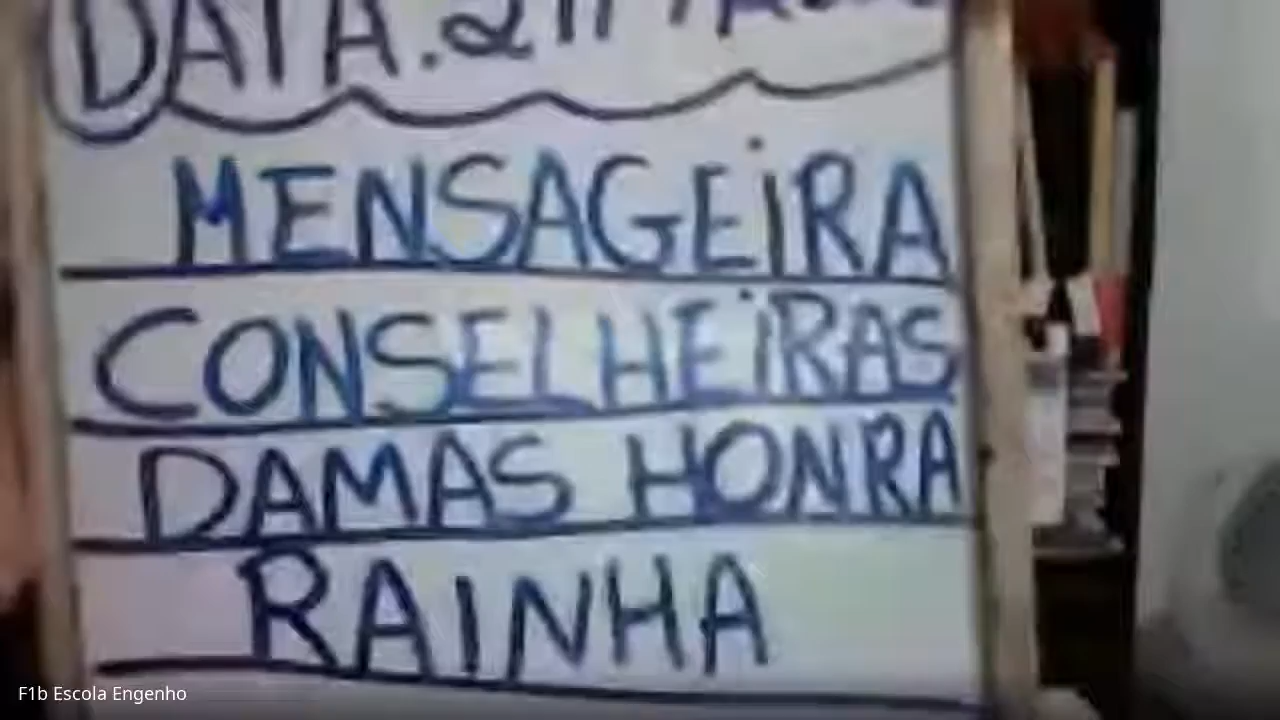 DATA.
MENSAGEiRA
CONSELHEiRAS
DAMAS HONRA
RAINHA
F1b Escola Engenho